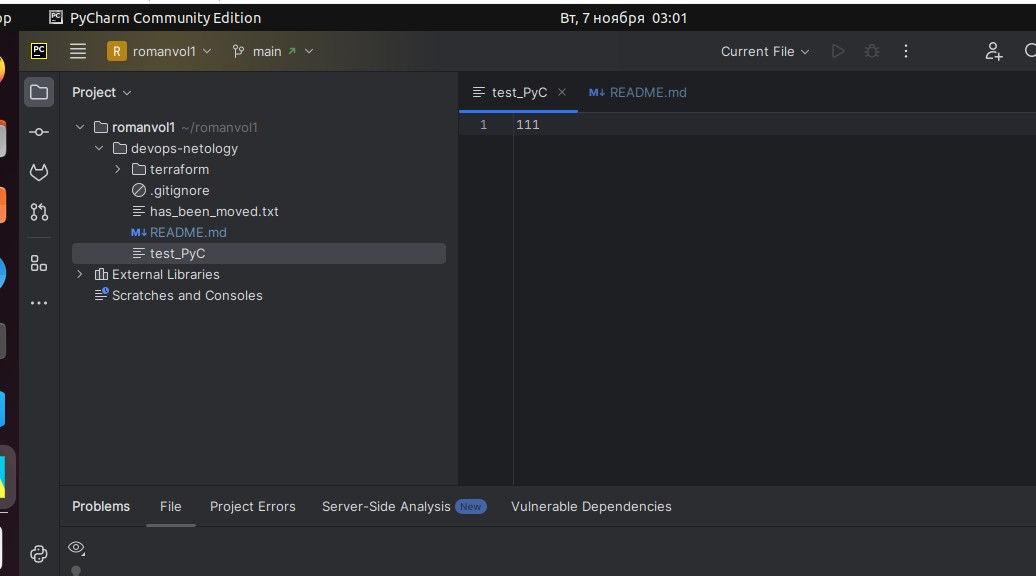 op PyCharm Community Edition Вт, 7 ноября 03:01
PC R romanvol1 main Current File
Project
test_PyC README.md
romanvol1 ~/romanvol1
1 111
devops-netology
terraform
.gitignore
has_been_moved.txt
README.md
test_PyC
External Libraries
Scratches and Consoles
Problems File Project Errors Server-Side Analysis New Vulnerable Dependencies